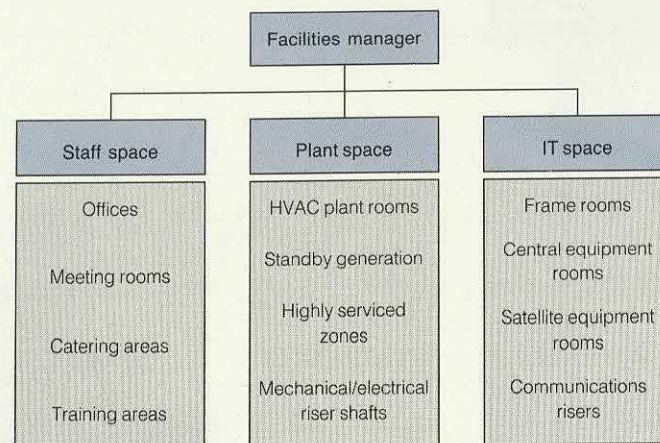 Facilities manager
Staff space
Offices
Meeting rooms
Catering areas
Training areas
Plant space
HVAC plant rooms
Standby generation
Highly serviced
zones
Mechanical/electrical
riser shafts
IT space
Frame rooms
Central equipment
rooms
Satellite equipment
rooms
Communications
risers